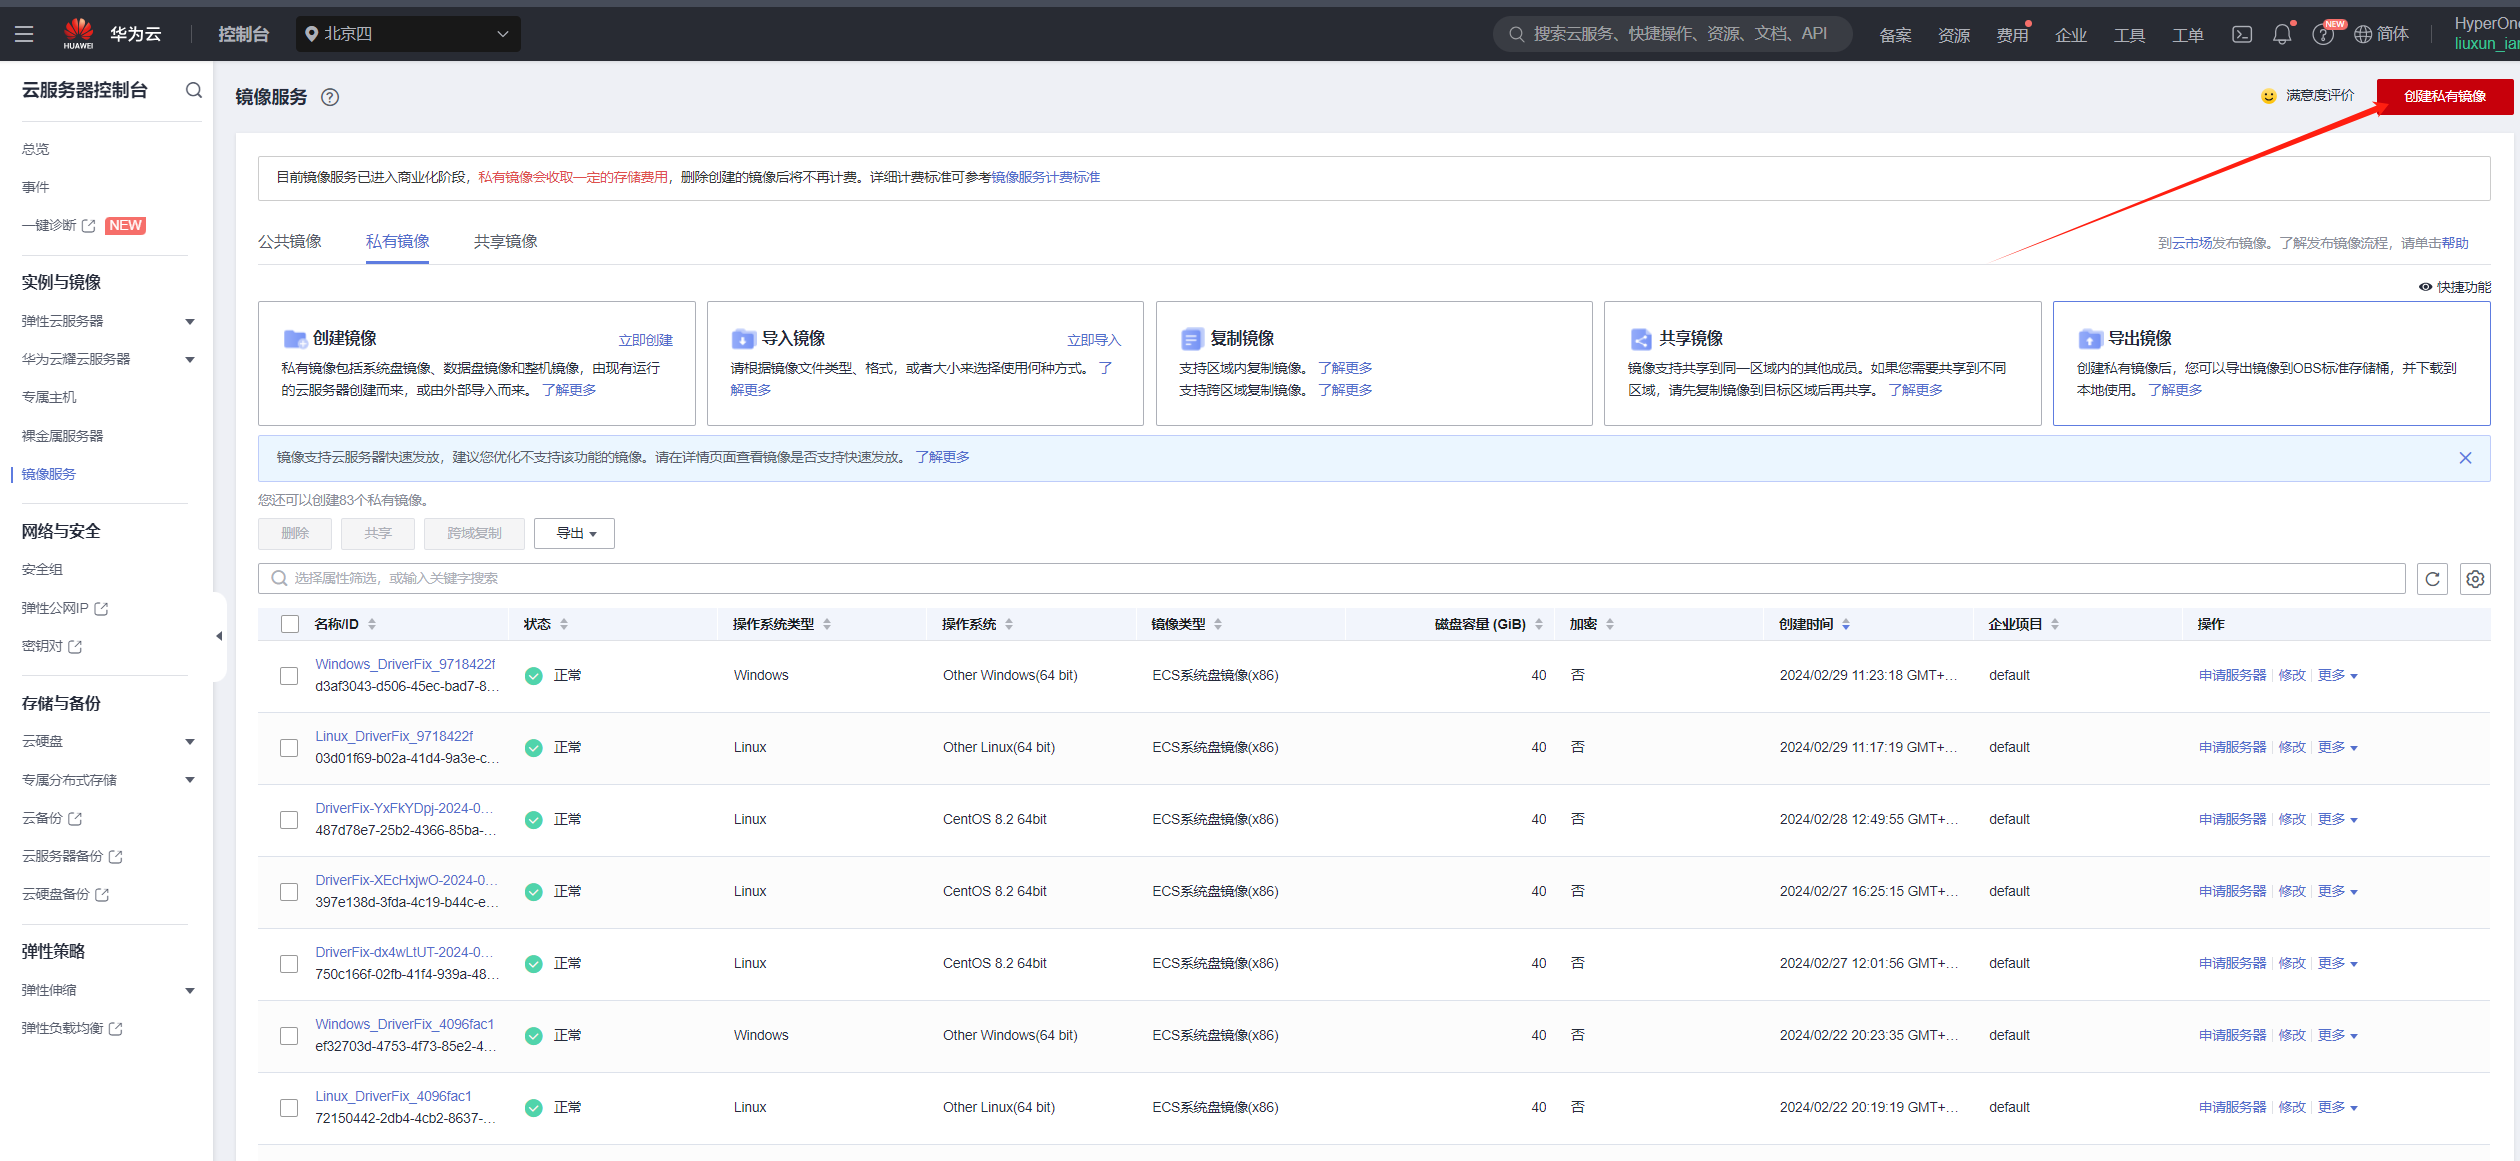 HUAWEI
华为云
控制台
北京四
搜索云服务、快捷操作、资源、文档、API
备案
资源
费用
企业
工具
工单
NEW
简体
HyperOne
liuxun_ian
云服务器控制台
总览
事件
一键诊断 NEW
实例与镜像
弹性云服务器
华为云耀云服务器
专属主机
裸金属服务器
镜像服务
网络与安全
安全组
弹性公网IP
密钥对
存储与备份
云硬盘
专属分布式存储
云备份
云服务器备份
云硬盘备份
弹性策略
弹性伸缩
弹性负载均衡
镜像服务
满意度评价
创建私有镜像
目前镜像服务已进入商业化阶段，私有镜像会收取一定的存储费用，删除创建的镜像后将不再计费。详细计费标准可参考镜像服务计费标准
公共镜像 私有镜像 共享镜像
到云市场发布镜像。了解发布镜像流程，请单击帮助
快捷功能
创建镜像 立即创建
私有镜像包括系统盘镜像、数据盘镜像和整机镜像，由现有运行
的云服务器创建而来，或由外部导入而来。 了解更多
导入镜像 立即导入
请根据镜像文件类型、格式，或者大小来选择使用何种方式。 了
解更多
复制镜像
支持区域内复制镜像。 了解更多
支持跨区域复制镜像。 了解更多
共享镜像
镜像支持共享到同一区域内的其他成员。如果您需要共享到不同
区域，请先复制镜像到目标区域后再共享。 了解更多
导出镜像
创建私有镜像后，您可以导出镜像到OBS标准存储桶，并下载到
本地使用。 了解更多
镜像支持云服务器快速发放，建议您优化不支持该功能的镜像。请在详情页面查看镜像是否支持快速发放。 了解更多
您还可以创建83个私有镜像。
删除 共享 跨域复制 导出
选择属性筛选，或输入关键字搜索
名称/ID 状态 操作系统类型 操作系统 镜像类型 磁盘容量 (GiB) 加密 创建时间 企业项目 操作
Windows_DriverFix_9718422f
d3af3043-d506-45ec-bad7-8... 正常 Windows Other Windows(64 bit) ECS系统盘镜像(x86) 40 否 2024/02/29 11:23:18 GMT+... default 申请服务器 修改 更多
Linux_DriverFix_9718422f
03d01f69-b02a-41d4-9a3e-c... 正常 Linux Other Linux(64 bit) ECS系统盘镜像(x86) 40 否 2024/02/29 11:17:19 GMT+... default 申请服务器 修改 更多
DriverFix-YxFkYDpj-2024-0...
487d78e7-25b2-4366-85ba-... 正常 Linux CentOS 8.2 64bit ECS系统盘镜像(x86) 40 否 2024/02/28 12:49:55 GMT+... default 申请服务器 修改 更多
DriverFix-XEcHxjwO-2024-0...
397e138d-3fda-4c19-b44c-e... 正常 Linux CentOS 8.2 64bit ECS系统盘镜像(x86) 40 否 2024/02/27 16:25:15 GMT+... default 申请服务器 修改 更多
DriverFix-dx4wLtUT-2024-0...
750c166f-02fb-41f4-939a-48... 正常 Linux CentOS 8.2 64bit ECS系统盘镜像(x86) 40 否 2024/02/27 12:01:56 GMT+... default 申请服务器 修改 更多
Windows_DriverFix_4096fac1
ef32703d-4753-4f73-85e2-4... 正常 Windows Other Windows(64 bit) ECS系统盘镜像(x86) 40 否 2024/02/22 20:23:35 GMT+... default 申请服务器 修改 更多
Linux_DriverFix_4096fac1
72150442-2db4-4cb2-8637-... 正常 Linux Other Linux(64 bit) ECS系统盘镜像(x86) 40 否 2024/02/22 20:19:19 GMT+... default 申请服务器 修改 更多